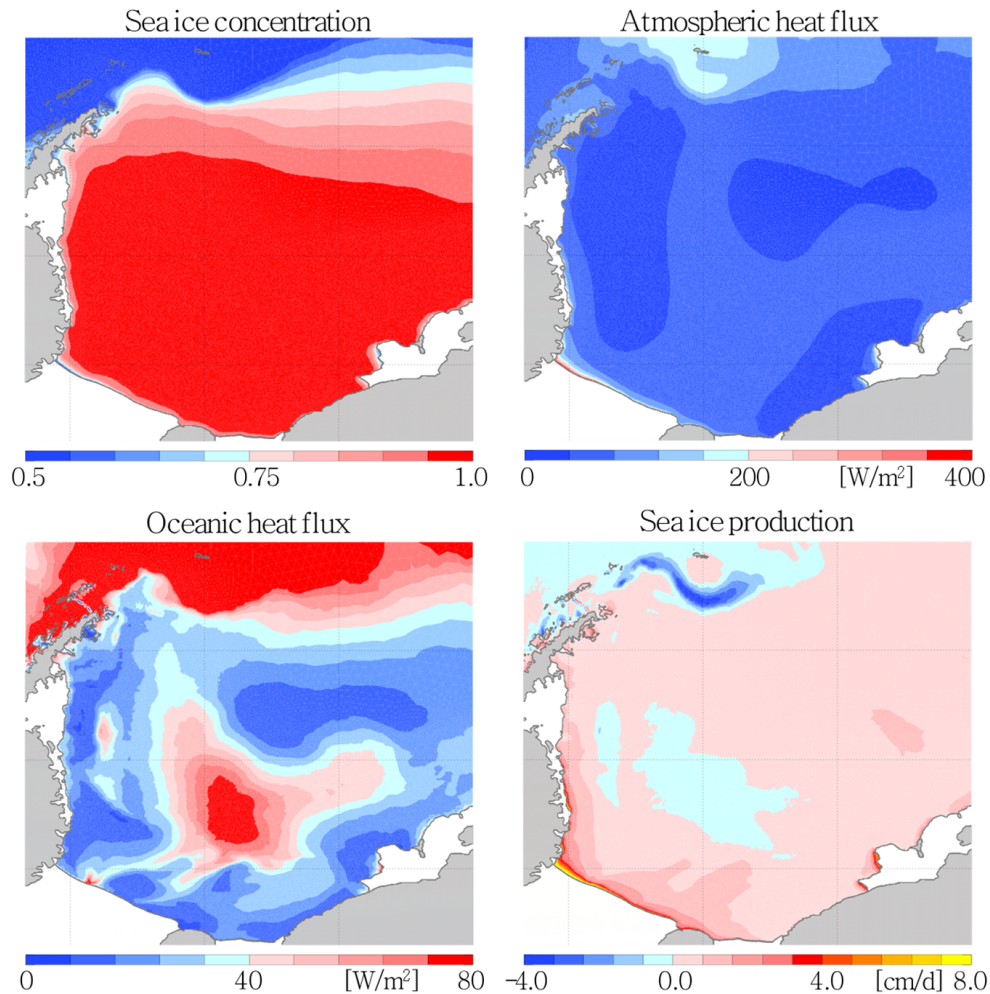 Sea ice concentration
Atmospheric heat flux
0.5 0.75 1.0
0 200 [W/m²] 400
Oceanic heat flux
Sea ice production
0 40 [W/m²] 80
-4.0 0.0 4.0 [cm/d] 8.0